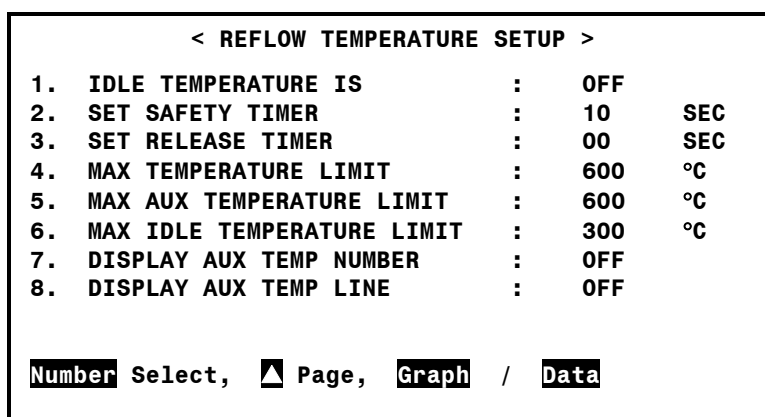 < REFLOW TEMPERATURE SETUP >
1. IDLE TEMPERATURE IS : OFF
2. SET SAFETY TIMER : 10 SEC
3. SET RELEASE TIMER : 00 SEC
4. MAX TEMPERATURE LIMIT : 600 °C
5. MAX AUX TEMPERATURE LIMIT : 600 °C
6. MAX IDLE TEMPERATURE LIMIT : 300 °C
7. DISPLAY AUX TEMP NUMBER : OFF
8. DISPLAY AUX TEMP LINE : OFF
Number Select, ▲ Page, Graph / Data